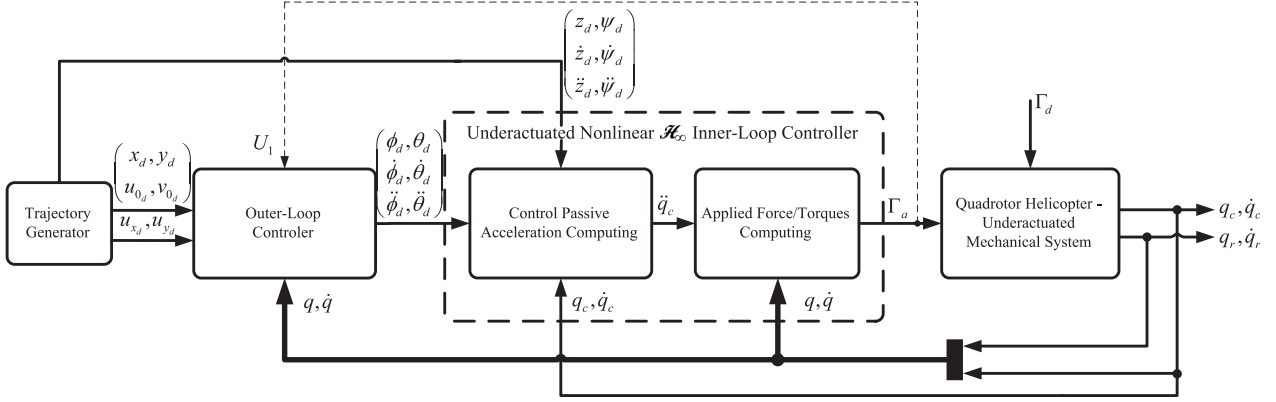 z_d, ψ_d
ż_d, ψ̇_d
z̈_d, ψ̈_d
Γ_d
Underactuated Nonlinear ℋ_∞ Inner-Loop Controller
U_1
x_d, y_d
u_{0_d}, v_{0_d}
u_{x_d}, u_{y_d}
ϕ_d, θ_d
ϕ̇_d, θ̇_d
ϕ̈_d, θ̈_d
Trajectory
Generator
Outer-Loop
Controler
Control Passive
Acceleration Computing
q̈_c
Applied Force/Torques
Computing
Γ_a
Quadrotor Helicopter -
Underactuated
Mechanical System
q_c, q̇_c
q_r, q̇_r
q, q̇
q_c, q̇_c
q, q̇